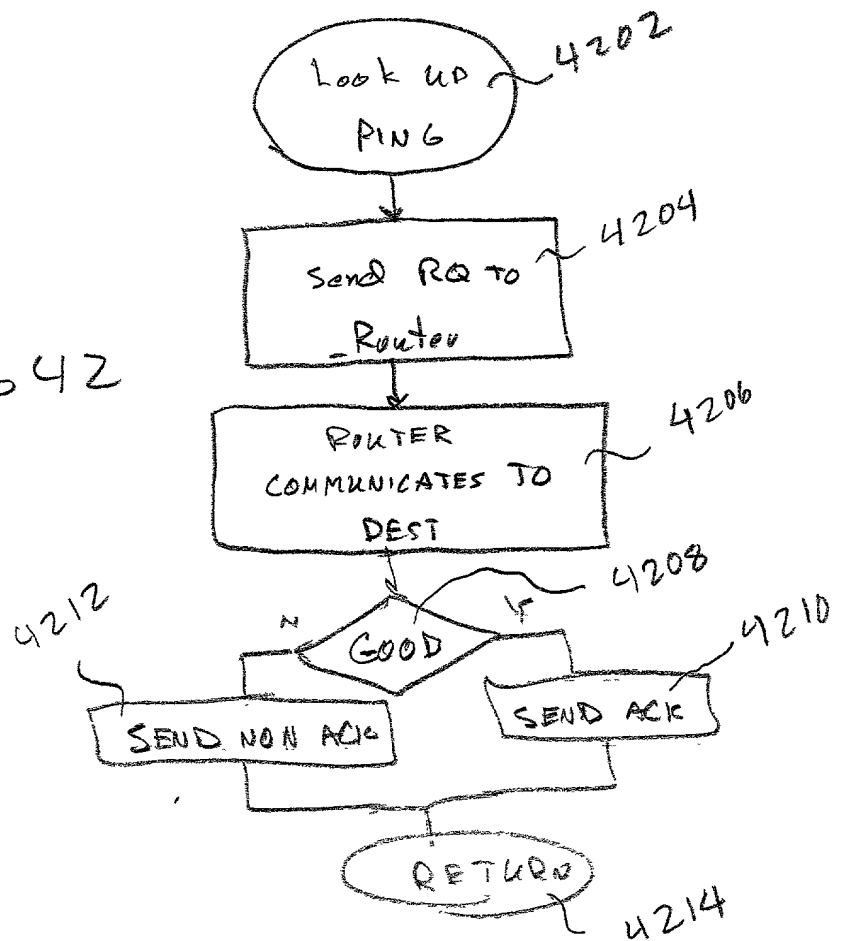 Look up
PING
4202
Send RQ to
Router
4204
42
ROUTER
COMMUNICATES TO
DEST
4206
GOOD
4208
N
Y
4212
SEND NON ACK
4210
SEND ACK
RETURN
4214